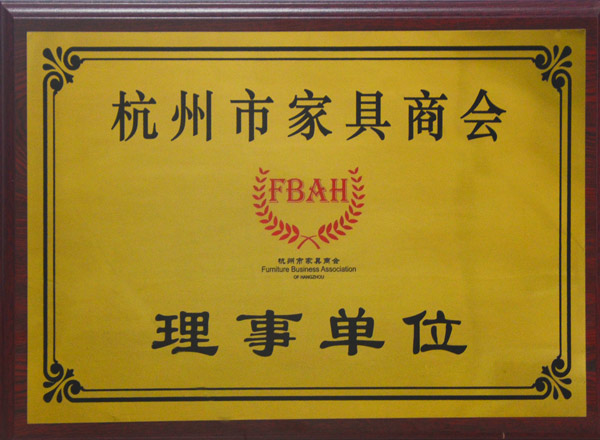 杭州市家具商会
FBAH
杭州市家具商会
Furniture Business Association
OF HANGZHOU
理事单位